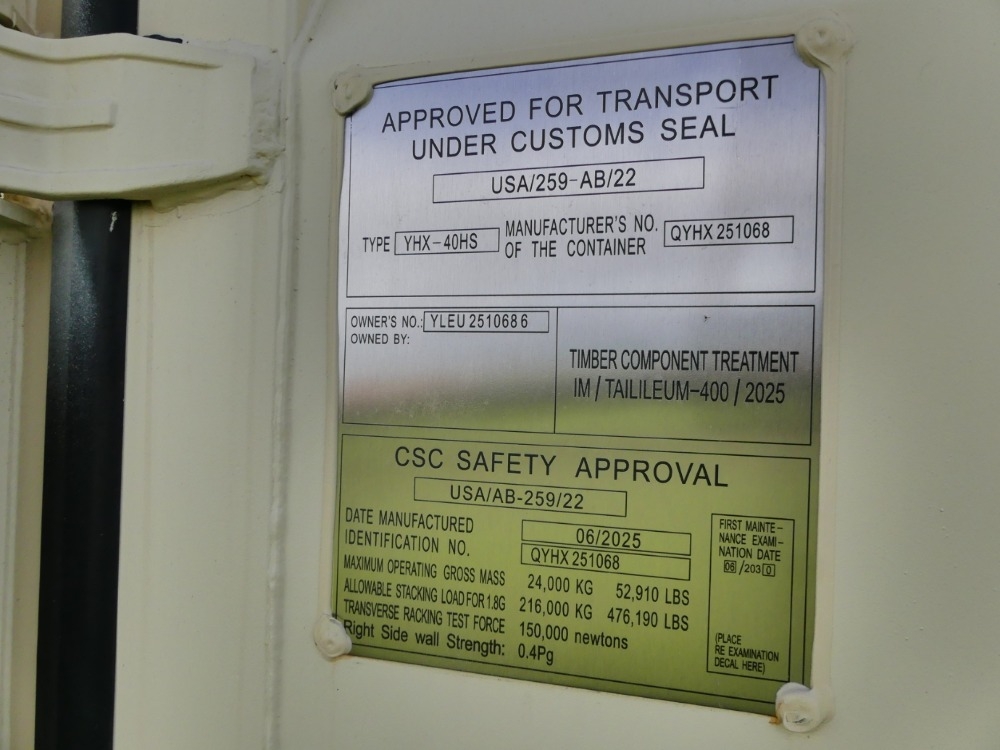 APPROVED FOR TRANSPORT
UNDER CUSTOMS SEAL
USA/259-AB/22
TYPE YHX-40HS MANUFACTURER'S NO. OF THE CONTAINER QYHX 251068
OWNER'S NO.: YLEU 251068 6
OWNED BY:
TIMBER COMPONENT TREATMENT
IM / TAILILEUM-400 / 2025
CSC SAFETY APPROVAL
USA/AB-259/22
DATE MANUFACTURED 06/2025
IDENTIFICATION NO. QYHX 251068
MAXIMUM OPERATING GROSS MASS 24,000 KG 52,910 LBS
ALLOWABLE STACKING LOAD FOR 1.8G 216,000 KG 476,190 LBS
TRANSVERSE RACKING TEST FORCE 150,000 newtons
Right Side wall Strength: 0.4Pg
FIRST MAINTE-
NANCE EXAMI-
NATION DATE
06/2030
(PLACE
RE EXAMINATION
DECAL HERE)